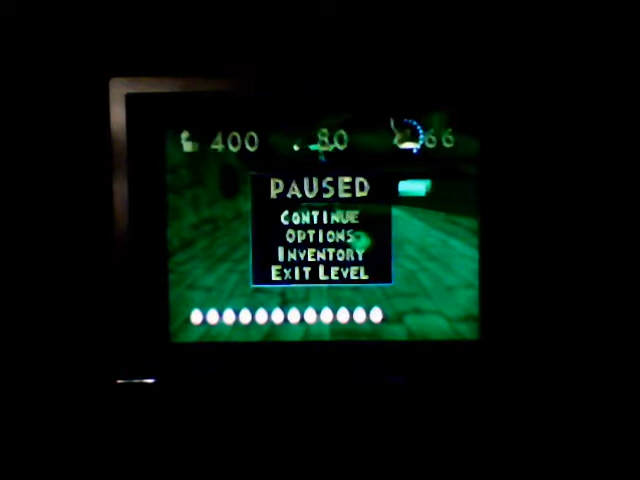 400 80 66
PAUSED
CONTINUE
OPTIONS
INVENTORY
EXIT LEVEL